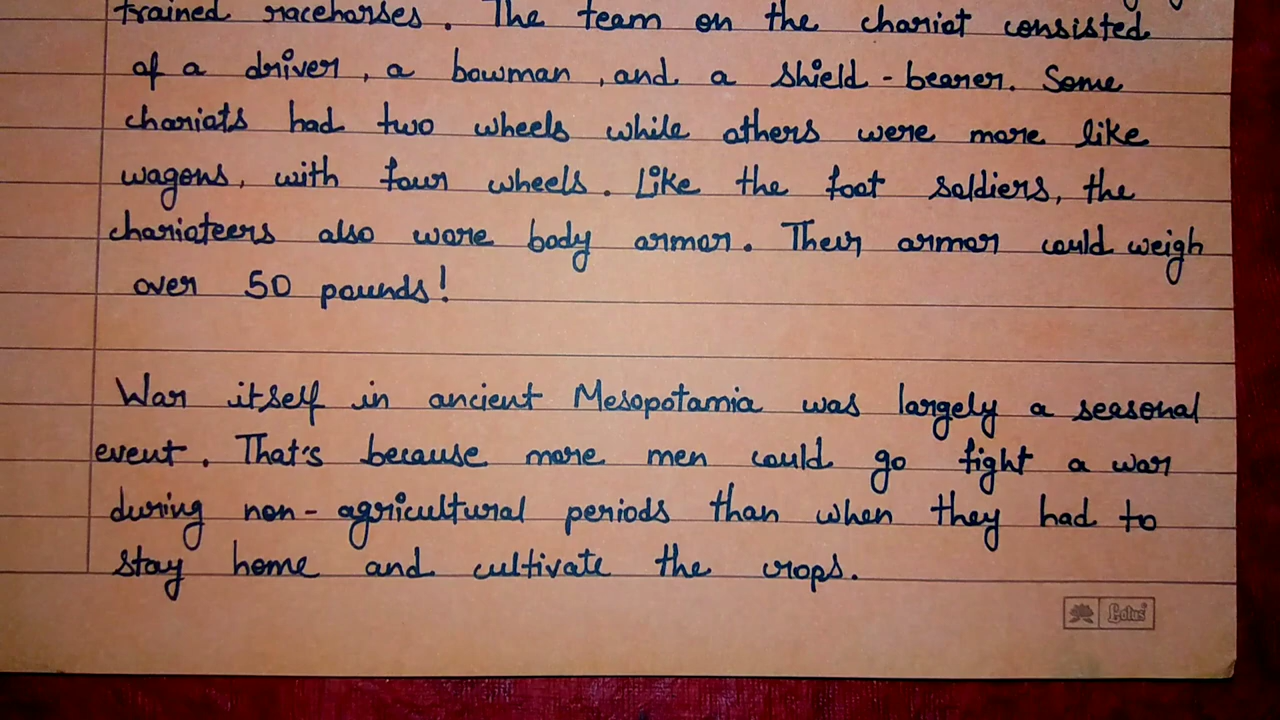 trained racehorses. The team on the chariot consisted
of a driver, a bowman, and a shield-bearer. Some
chariots had two wheels while others were more like
wagons, with four wheels. Like the foot soldiers, the
charioteers also wore body armor. Their armor could weigh
over 50 pounds!
War itself in ancient Mesopotamia was largely a seasonal
event. That's because more men could go fight a war
during non-agricultural periods than when they had to
stay home and cultivate the crops.
Lotus